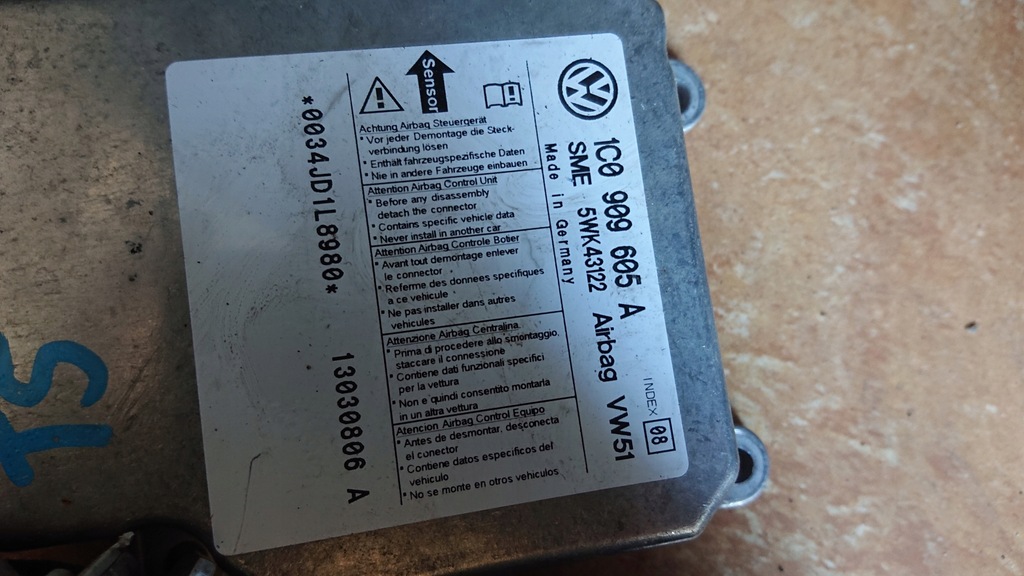 1C0 909 605 A
INDEX 08
SME 5WK43122 Airbag VW51
Made in Germany
Sensor
Achtung Airbag Steuergerät
* Vor jeder Demontage die Steck-
verbindung lösen
* Enthält fahrzeugspezifische Daten
* Nie in andere Fahrzeuge einbauen
Attention Airbag Control Unit
* Before any disassembly
detach the connector.
* Contains specific vehicle data
* Never install in another car
Attention Airbag Controle Boitier
* Avant tout demontage enlever
le connector
* Referme des donnees specifiques
a ce vehicule
* Ne pas installer dans autres
vehicules
Attenzione Airbag Centralina
* Prima di procedere allo smontaggio,
staccare il connessione
* Contiene dati funzionali specifici
per la vettura
* Non e quindi consentito montarla
in un altra vettura
Atencion Airbag Control Equipo
* Antes de desmontar, desconecta
el conector
* Contiene datos especificos del
vehiculo
* No se monte en otros vehiculos
*0034JD1L8980* 13030806 A
TS